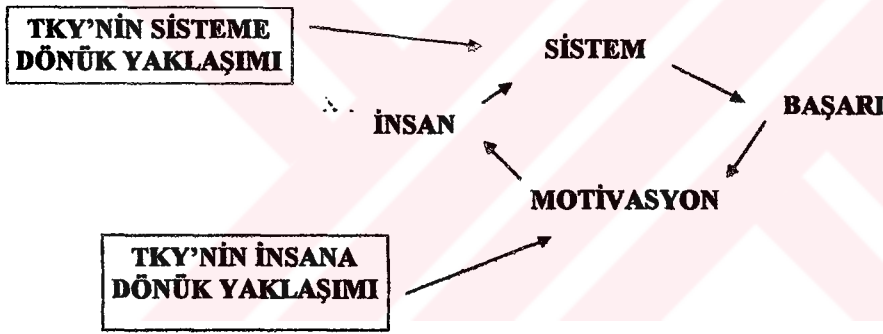 TKY'NİN SİSTEME
DÖNÜK YAKLAŞIMI
SİSTEM
BAŞARI
İNSAN
MOTİVASYON
TKY'NİN İNSANA
DÖNÜK YAKLAŞIMI